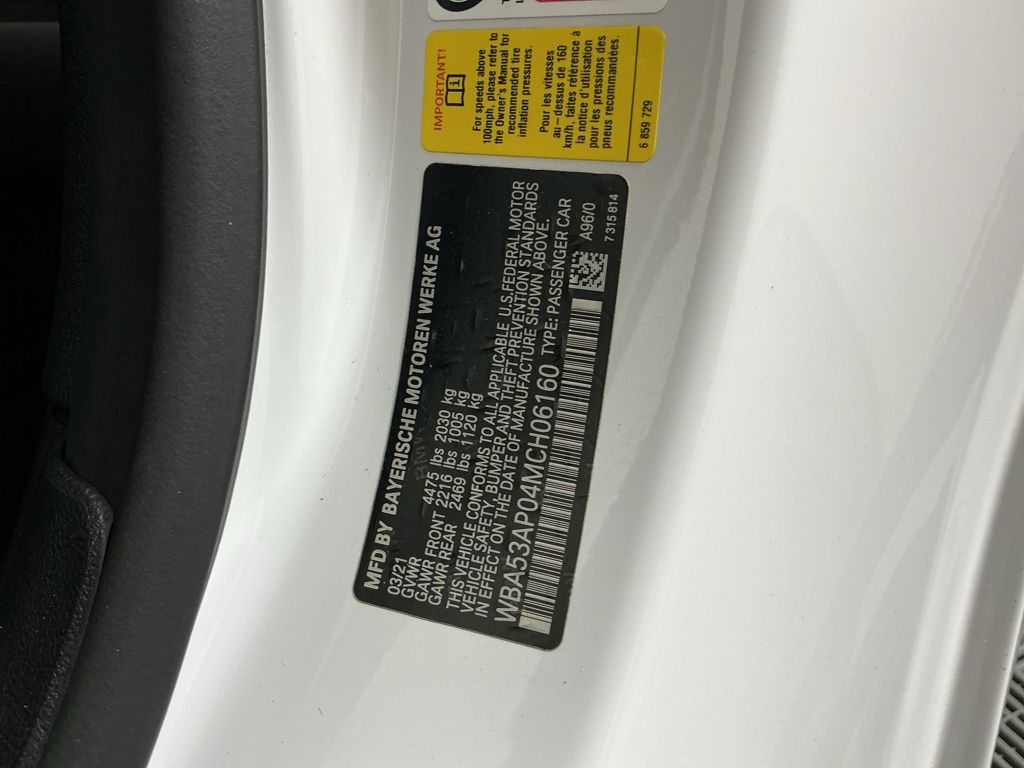 IMPORTANT!
For speeds above
100mph, please refer to
the Owner's Manual for
recommended tire
inflation pressures.
Pour les vitesses
au – dessus de 160
km/h, faites référence à
la notice d'utilisation
pour les pressions des
pneus recommandées.
6 859 729
MFD BY BAYERISCHE MOTOREN WERKE AG
03/21
GVWR 4475 lbs 2030 kg
GAWR FRONT 2216 lbs 1005 kg
GAWR REAR 2469 lbs 1120 kg
THIS VEHICLE CONFORMS TO ALL APPLICABLE U.S.FEDERAL MOTOR
VEHICLE SAFETY, BUMPER AND THEFT PREVENTION STANDARDS
IN EFFECT ON THE DATE OF MANUFACTURE SHOWN ABOVE.
WBA53AP04MCH06160 TYPE: PASSENGER CAR
A96/0
7 315 814